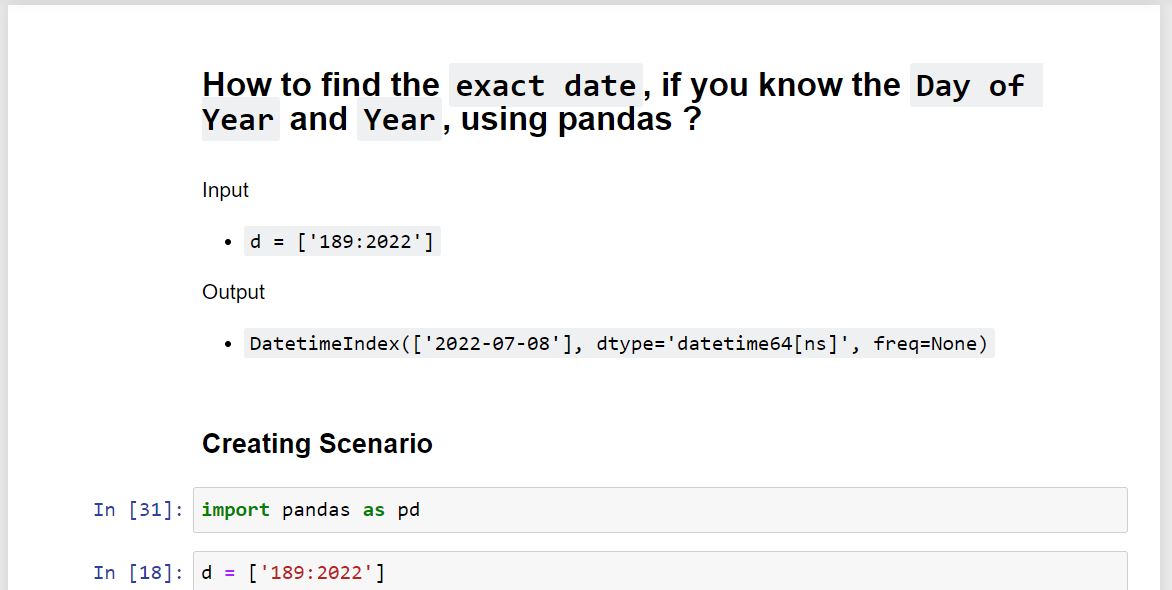 How to find the exact date, if you know the Day of
Year and Year, using pandas ?
Input
• d = ['189:2022']
Output
• DatetimeIndex(['2022-07-08'], dtype='datetime64[ns]', freq=None)
Creating Scenario
In [31]: import pandas as pd
In [18]: d = ['189:2022']